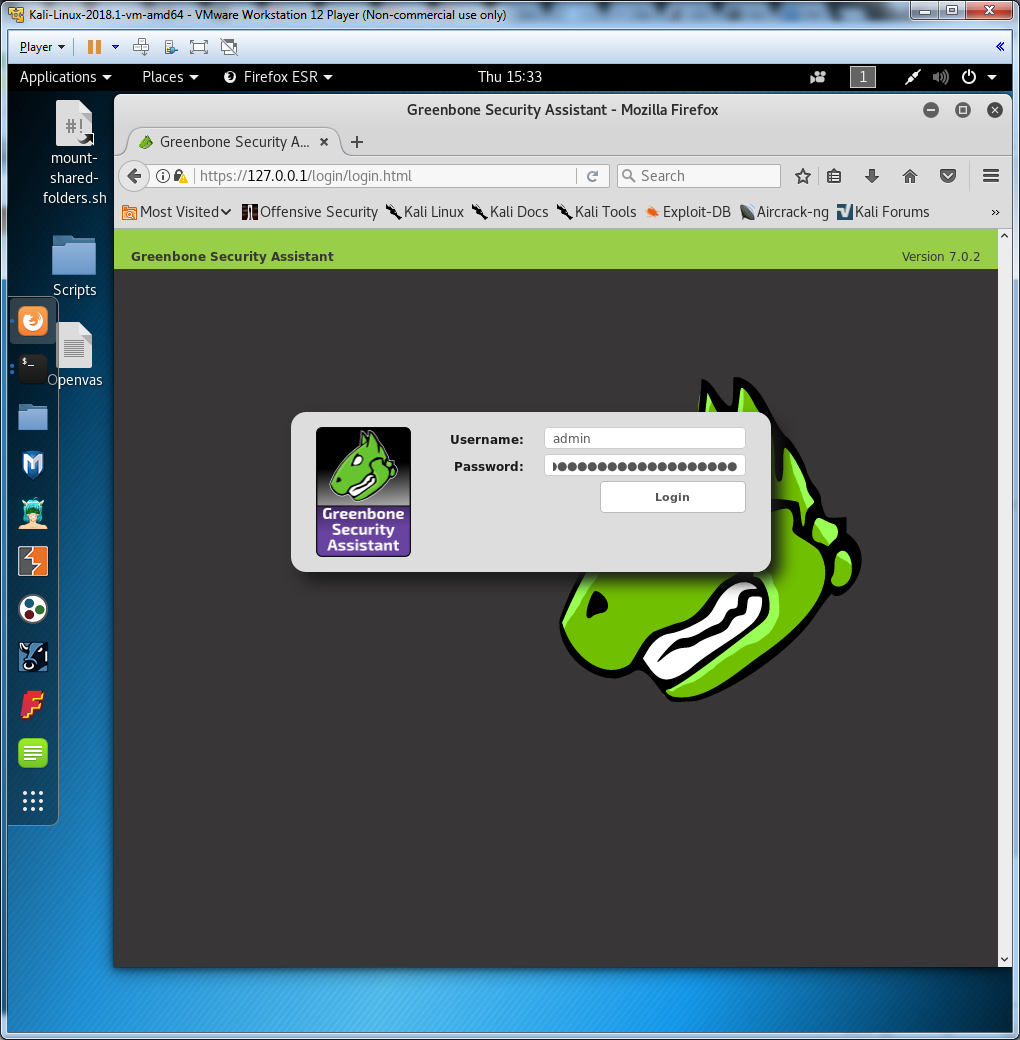 Kali-Linux-2018.1-vm-amd64 - VMware Workstation 12 Player (Non-commercial use only)
Player
Applications Places Firefox ESR Thu 15:33 1
Greenbone Security Assistant - Mozilla Firefox
Greenbone Security A...
https://127.0.0.1/login/login.html Search
Most Visited Offensive Security Kali Linux Kali Docs Kali Tools Exploit-DB Aircrack-ng Kali Forums »
#!
mount-
shared-
folders.sh
Scripts
$_
Openvas
Greenbone Security Assistant Version 7.0.2
Username: admin
Password: ●●●●●●●●●●●●●●●●●●●
Login
Greenbone
Security
Assistant